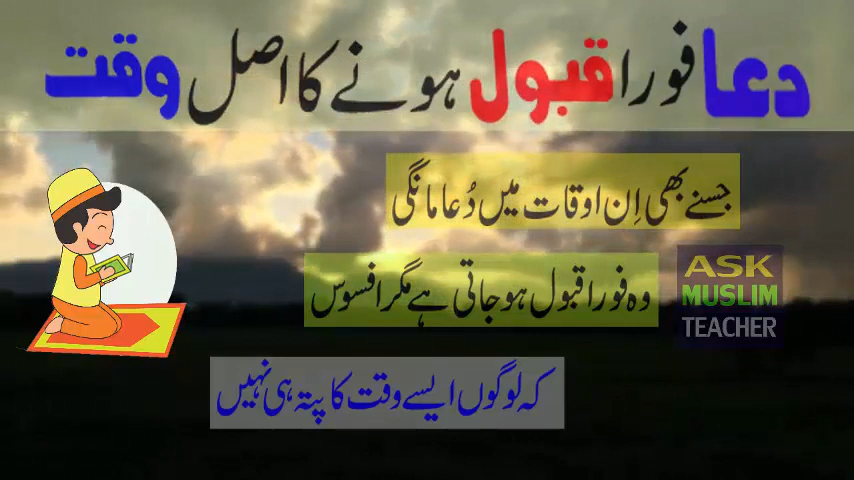 دعا فورا قبول ہونے کا اصل وقت
جسنے بھی اِن اوقات میں دُعا مانگی
وہ فورا قبول ہو جاتی ہے مگر افسوس
کہ لوگوں ایسے وقت کا پتہ ہی نہیں
ASK
MUSLIM
TEACHER